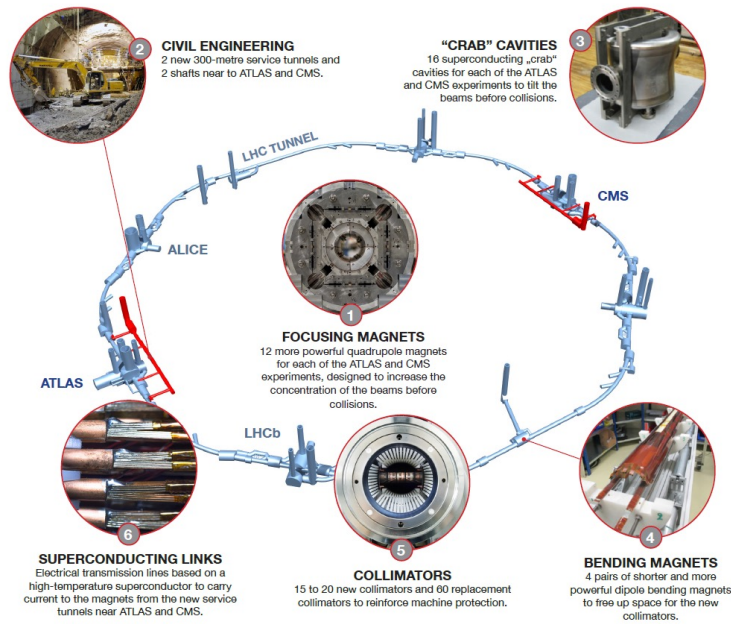 2
CIVIL ENGINEERING
2 new 300-metre service tunnels and
2 shafts near to ATLAS and CMS.
“CRAB” CAVITIES
16 superconducting „crab“
cavities for each of the ATLAS
and CMS experiments to tilt the
beams before collisions.
3
LHC TUNNEL
CMS
ALICE
1
FOCUSING MAGNETS
12 more powerful quadrupole magnets
for each of the ATLAS and CMS
experiments, designed to increase the
concentration of the beams before
collisions.
ATLAS
LHCb
6
SUPERCONDUCTING LINKS
Electrical transmission lines based on a
high-temperature superconductor to carry
current to the magnets from the new service
tunnels near ATLAS and CMS.
5
COLLIMATORS
15 to 20 new collimators and 60 replacement
collimators to reinforce machine protection.
4
BENDING MAGNETS
4 pairs of shorter and more
powerful dipole bending magnets
to free up space for the new
collimators.